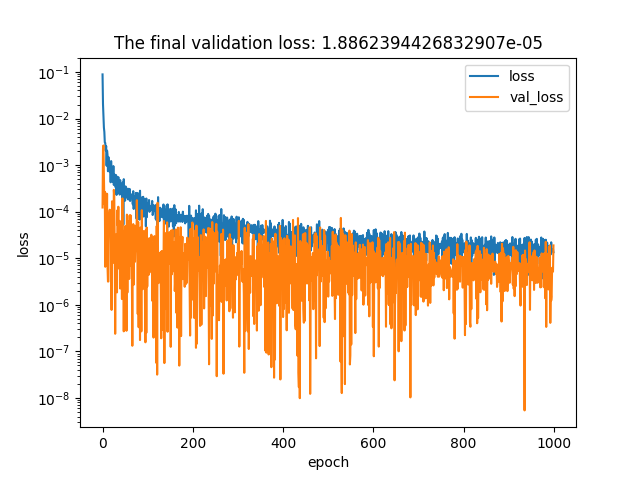 The final validation loss: 1.8862394426832907e-05
loss
val_loss
10⁻¹
10⁻²
10⁻³
10⁻⁴
10⁻⁵
10⁻⁶
10⁻⁷
10⁻⁸
loss
0 200 400 600 800 1000
epoch